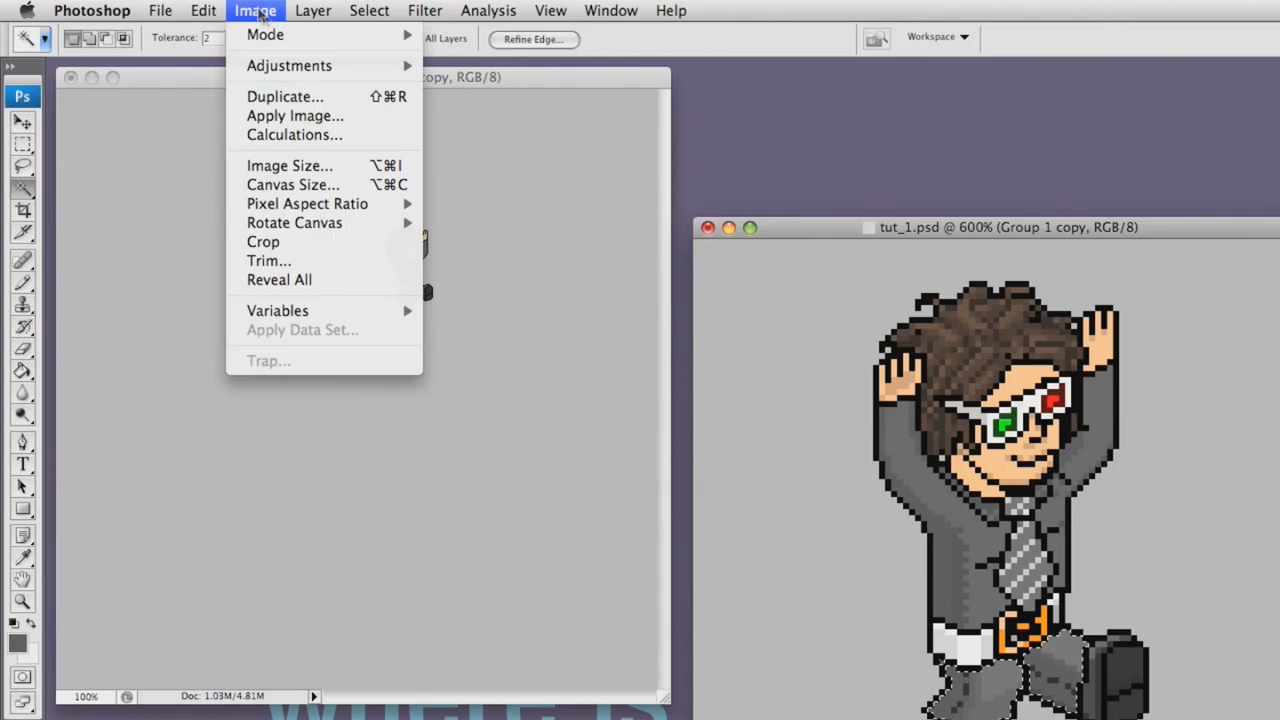 Photoshop File Edit Image Layer Select Filter Analysis View Window Help
Tolerance: 2 All Layers Refine Edge... Workspace
Mode
Adjustments
Duplicate... ⇧⌘R
Apply Image...
Calculations...
Image Size... ⌥⌘I
Canvas Size... ⌥⌘C
Pixel Aspect Ratio
Rotate Canvas
Crop
Trim...
Reveal All
Variables
Apply Data Set...
Trap...
Ps
T
copy, RGB/8)
tut_1.psd @ 600% (Group 1 copy, RGB/8)
100% Doc: 1.03M/4.81M